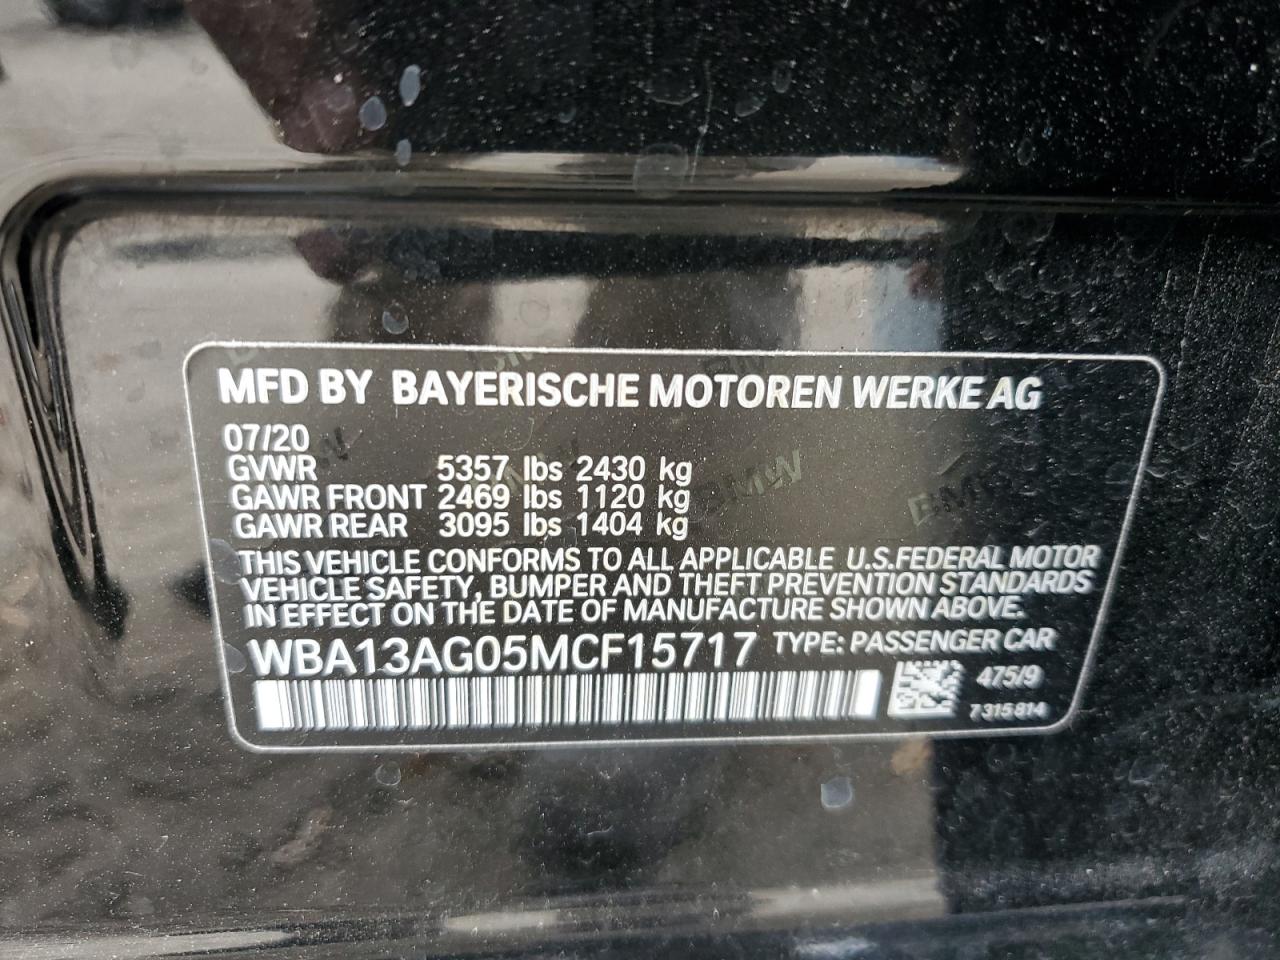 MFD BY BAYERISCHE MOTOREN WERKE AG
07/20
GVWR 5357 lbs 2430 kg
GAWR FRONT 2469 lbs 1120 kg
GAWR REAR 3095 lbs 1404 kg
THIS VEHICLE CONFORMS TO ALL APPLICABLE U.S.FEDERAL MOTOR
VEHICLE SAFETY, BUMPER AND THEFT PREVENTION STANDARDS
IN EFFECT ON THE DATE OF MANUFACTURE SHOWN ABOVE.
WBA13AG05MCF15717 TYPE: PASSENGER CAR
475/9
7315814